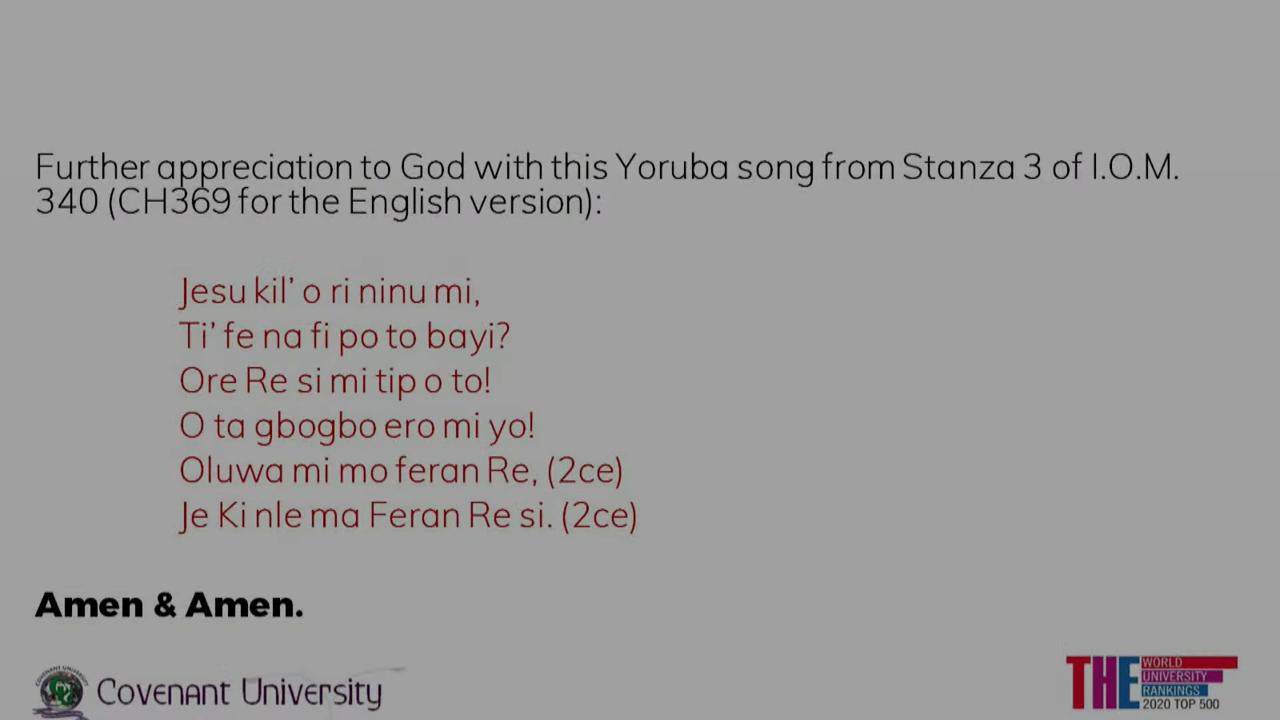 Further appreciation to God with this Yoruba song from Stanza 3 of I.O.M.
340 (CH369 for the English version):
Jesu kil’ o ri ninu mi,
Ti’ fe na fi po to bayi?
Ore Re si mi tip o to!
O ta gbogbo ero mi yo!
Oluwa mi mo feran Re, (2ce)
Je Ki nle ma Feran Re si. (2ce)
Amen & Amen.
Covenant University
THE
WORLD
UNIVERSITY
RANKINGS
2020 TOP 500